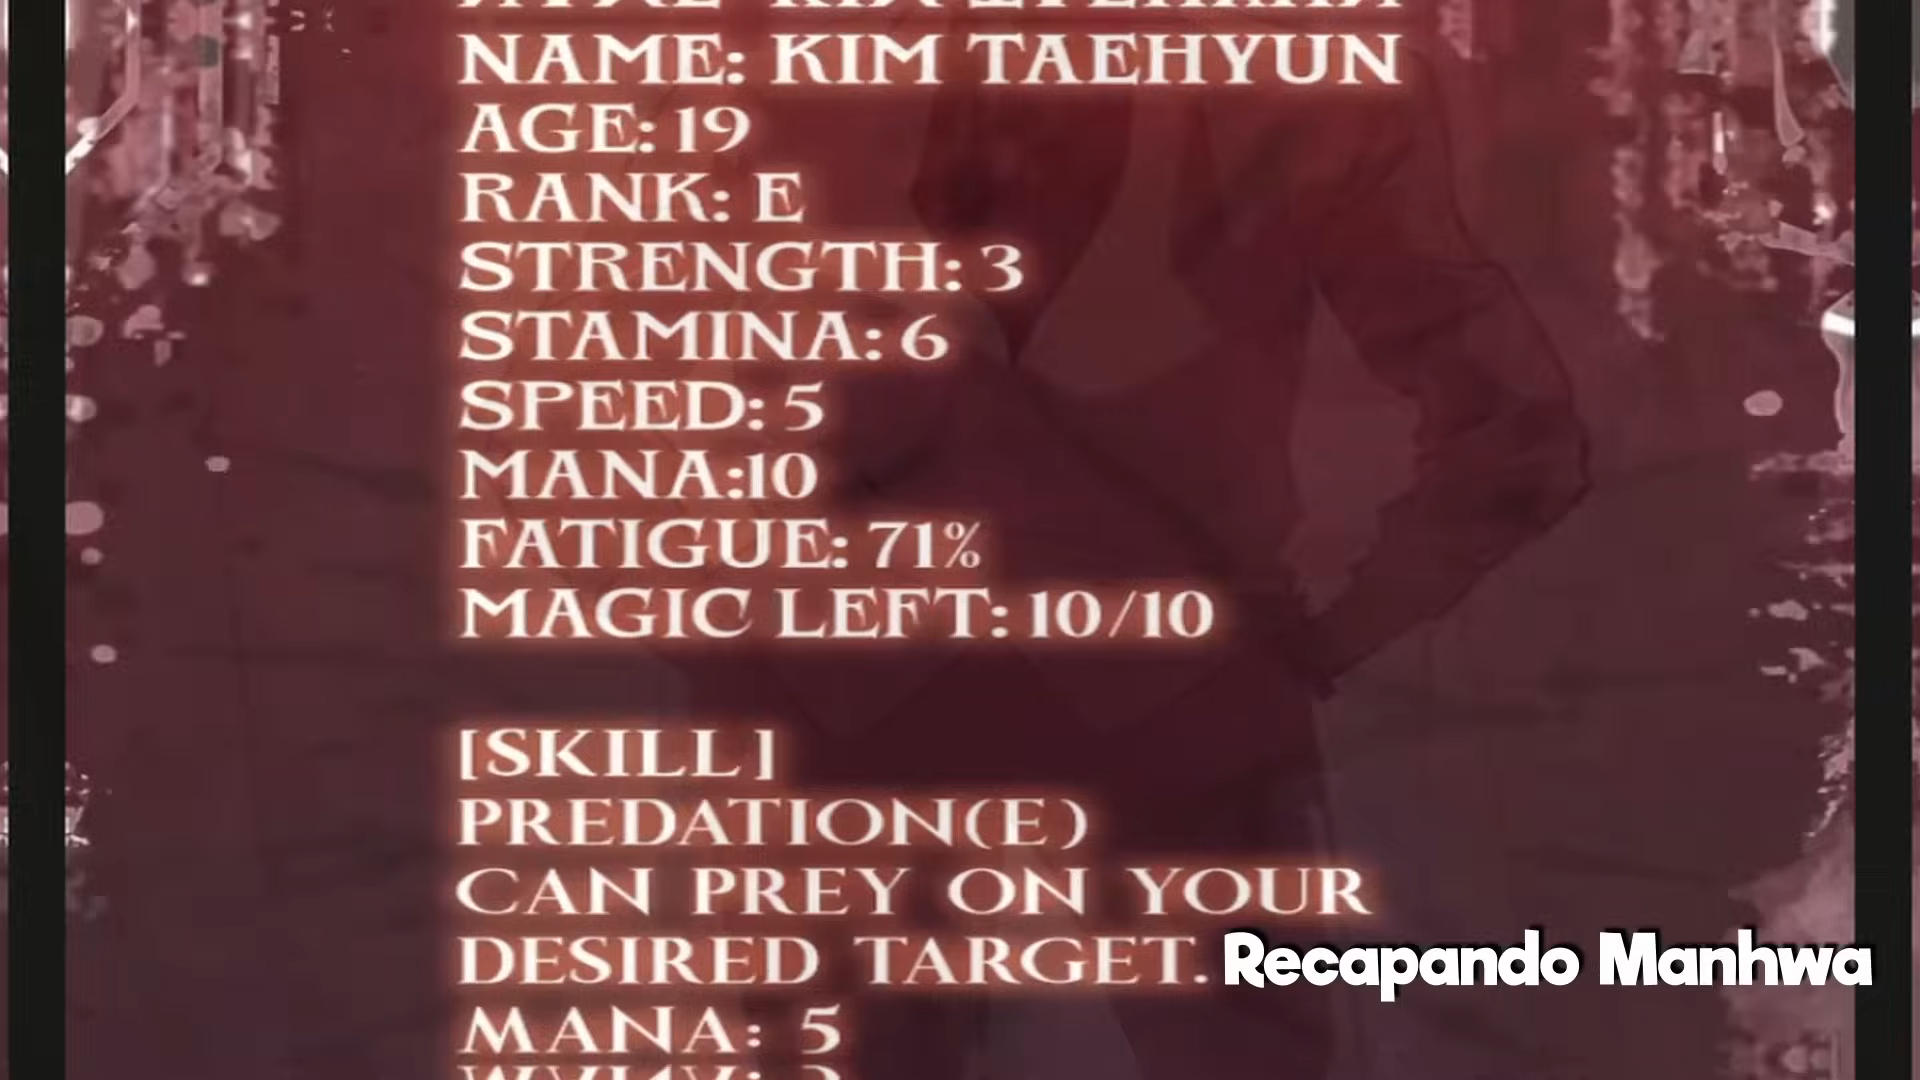 NAME: KIM TAEHYUN
AGE: 19
RANK: E
STRENGTH: 3
STAMINA: 6
SPEED: 5
MANA:10
FATIGUE: 71%
MAGIC LEFT: 10/10
[SKILL]
PREDATION(E)
CAN PREY ON YOUR
DESIRED TARGET.
Recapando Manhwa
MANA: 5